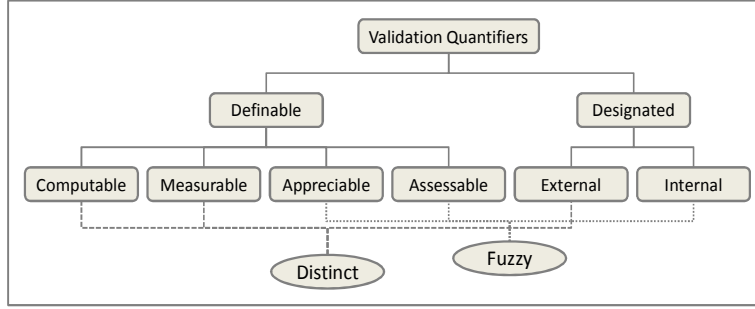 Validation Quantifiers
Definable
Designated
Computable
Measurable
Appreciable
Assessable
External
Internal
Distinct
Fuzzy